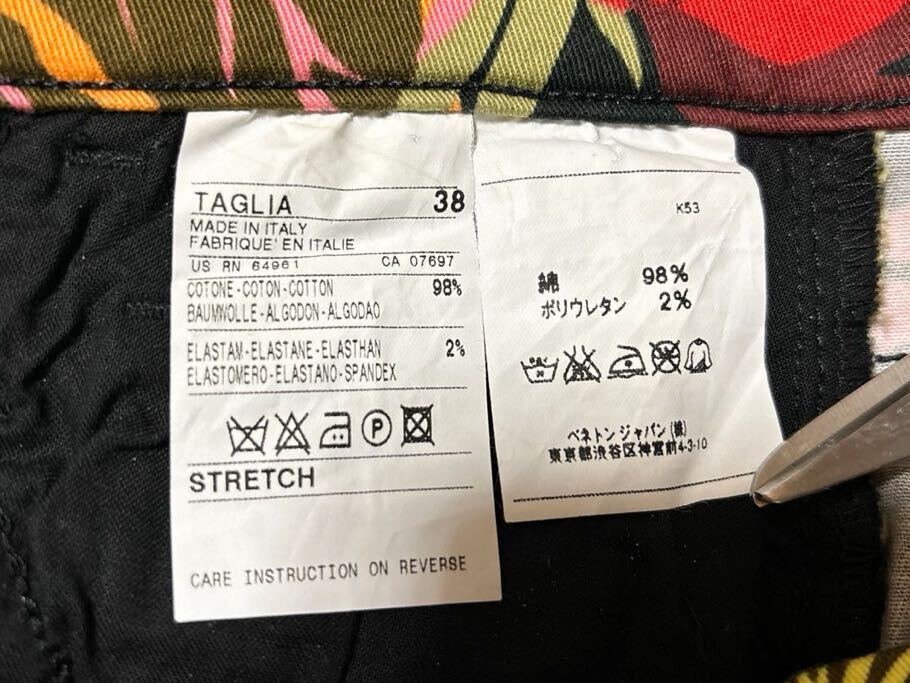 TAGLIA 38
MADE IN ITALY
FABRIQUE' EN ITALIE
US RN 64961 CA 07697
COTONE-COTON-COTTON 98%
BAUMWOLLE-ALGODON-ALGODAO
ELASTAM-ELASTANE-ELASTHAN 2%
ELASTOMERO-ELASTANO-SPANDEX
P
STRETCH
CARE INSTRUCTION ON REVERSE
K53
綿 98%
ポリウレタン 2%
ベネトンジャパン(株)
東京都渋谷区神宮前4-3-10